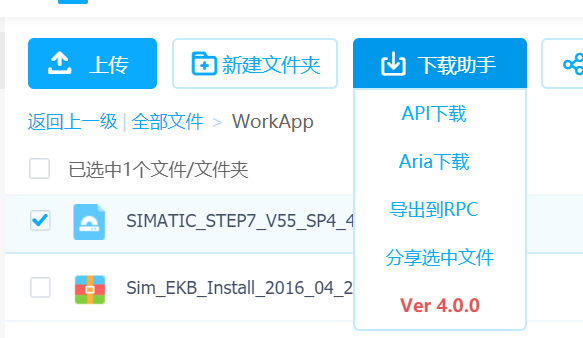 上传
新建文件夹
下载助手
返回上一级 | 全部文件 > WorkApp
API下载
已选中1个文件/文件夹
Aria下载
导出到RPC
SIMATIC_STEP7_V55_SP4_4
分享选中文件
Sim_EKB_Install_2016_04_2
Ver 4.0.0